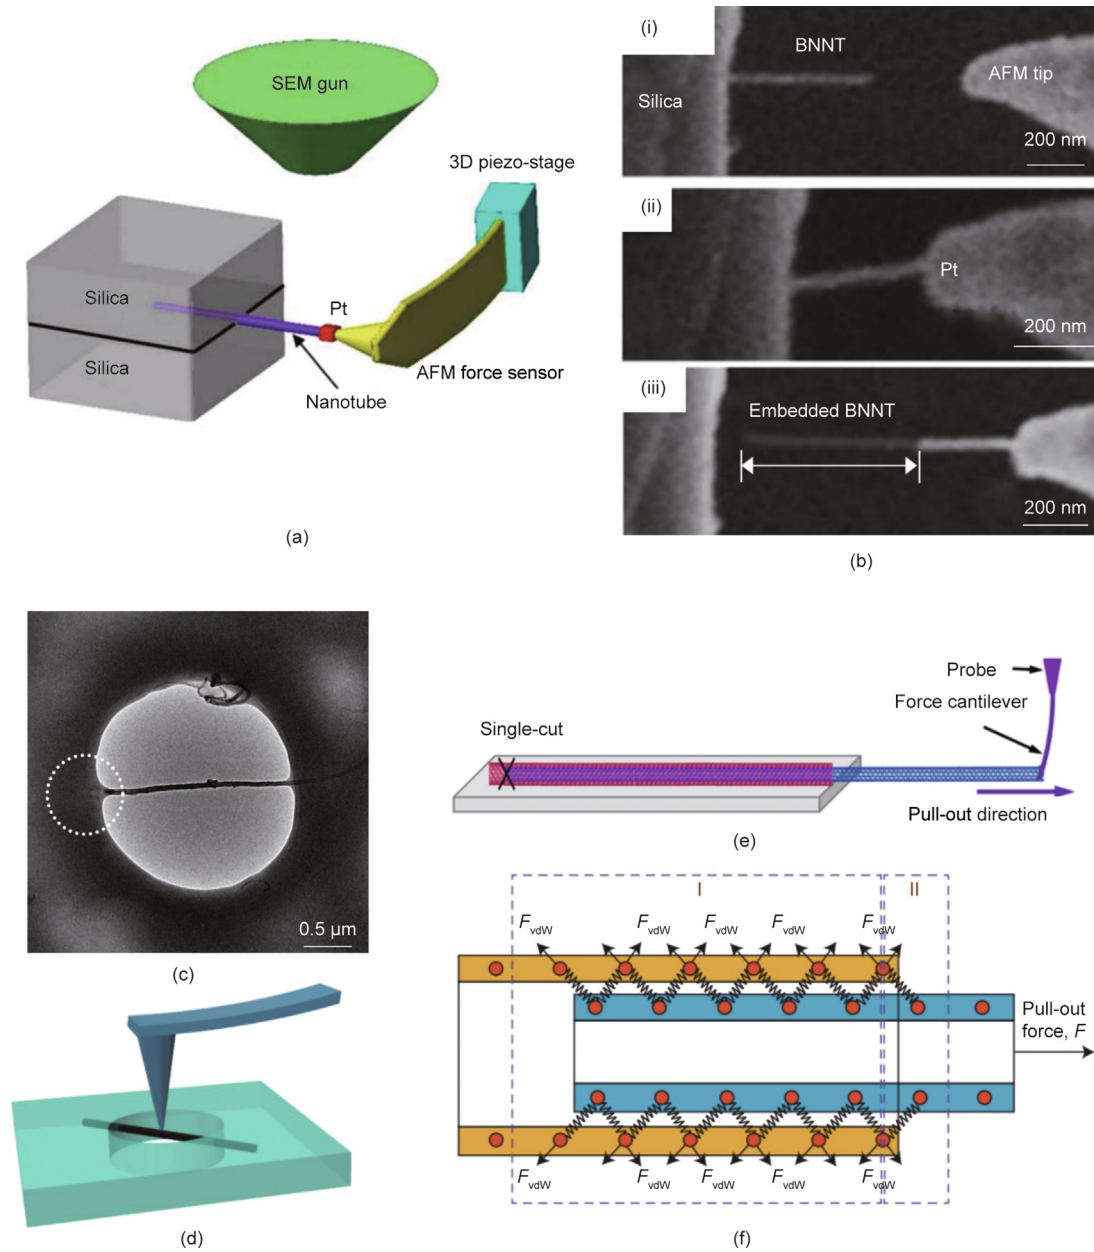 SEM gun
3D piezo-stage
Silica
Pt
Silica
AFM force sensor
Nanotube
(a)
(i)
BNNT
AFM tip
Silica
200 nm
(ii)
Pt
200 nm
(iii)
Embedded BNNT
200 nm
(b)
0.5 μm
(c)
(d)
Probe
Force cantilever
Single-cut
Pull-out direction
(e)
I
II
FvdW
FvdW
FvdW
FvdW
FvdW
Pull-out
force, F
FvdW
FvdW
FvdW
FvdW
FvdW
(f)